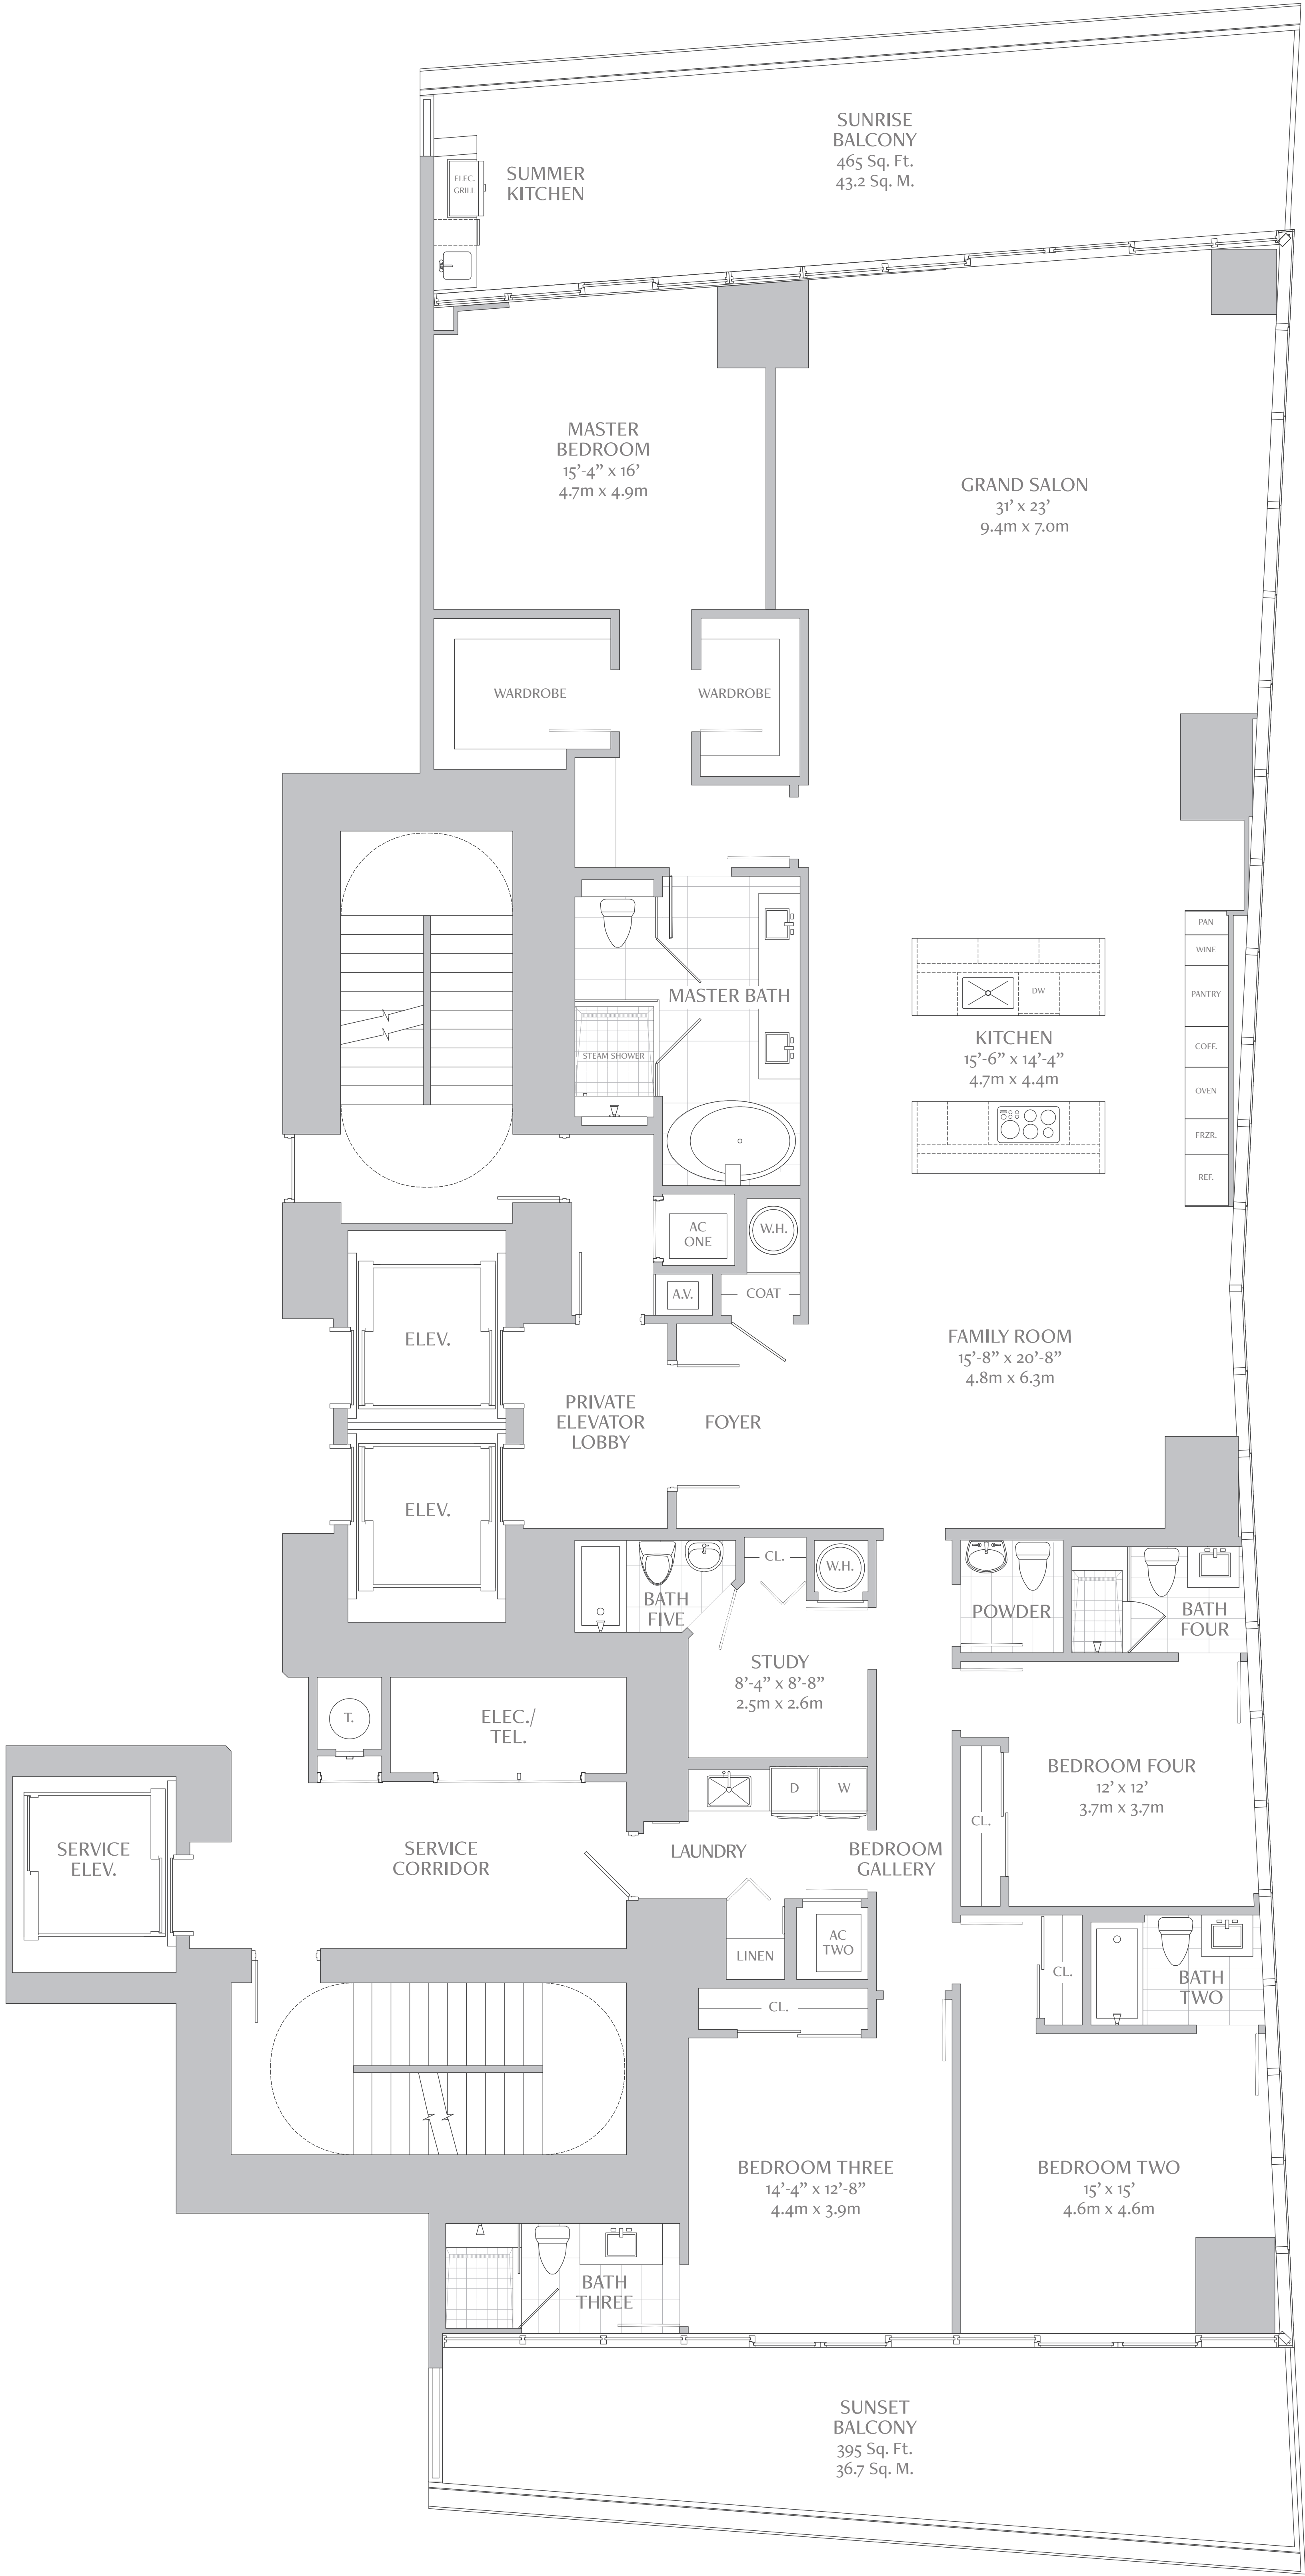 SUNRISE
BALCONY
465 Sq. Ft.
43.2 Sq. M.
ELEC.
GRILL
SUMMER
KITCHEN
MASTER
BEDROOM
15'-4” x 16’
4.7m x 4.9m
GRAND SALON
31’ x 23’
9.4m x 7.0m
WARDROBE
WARDROBE
PAN
WINE
PANTRY
COFF.
OVEN
FRZR.
REF.
DW
MASTER BATH
STEAM SHOWER
KITCHEN
15’-6” x 14’-4”
4.7m x 4.4m
AC
ONE
W.H.
A.V.
COAT
ELEV.
FAMILY ROOM
15’-8” x 20’-8”
4.8m x 6.3m
PRIVATE
ELEVATOR
LOBBY
FOYER
ELEV.
CL.
W.H.
BATH
FIVE
POWDER
BATH
FOUR
STUDY
8’-4” x 8’-8”
2.5m x 2.6m
T.
ELEC./
TEL.
BEDROOM FOUR
12’ x 12’
3.7m x 3.7m
D
W
CL.
SERVICE
ELEV.
SERVICE
CORRIDOR
LAUNDRY
BEDROOM
GALLERY
LINEN
AC
TWO
CL.
BATH
TWO
CL.
BEDROOM THREE
14’-4” x 12’-8”
4.4m x 3.9m
BEDROOM TWO
15’ x 15’
4.6m x 4.6m
BATH
THREE
SUNSET
BALCONY
395 Sq. Ft.
36.7 Sq. M.